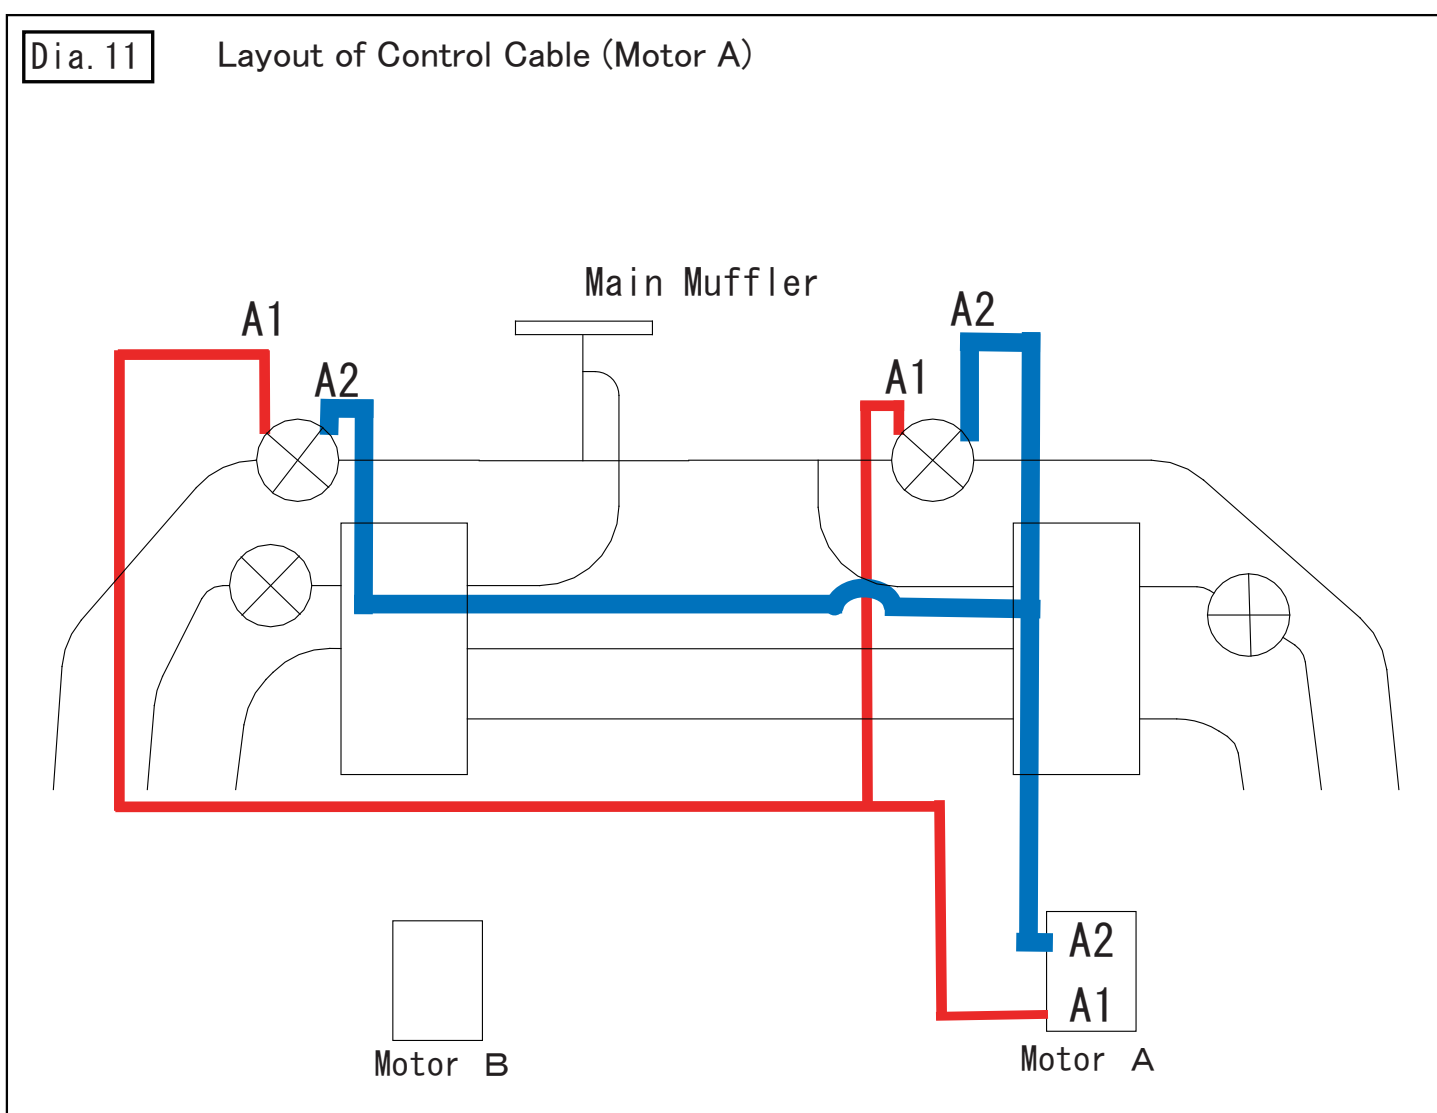 Dia.11
Layout of Control Cable (Motor A)
Main Muffler
A1
A2
A2
A1
A2
A1
Motor B
Motor A